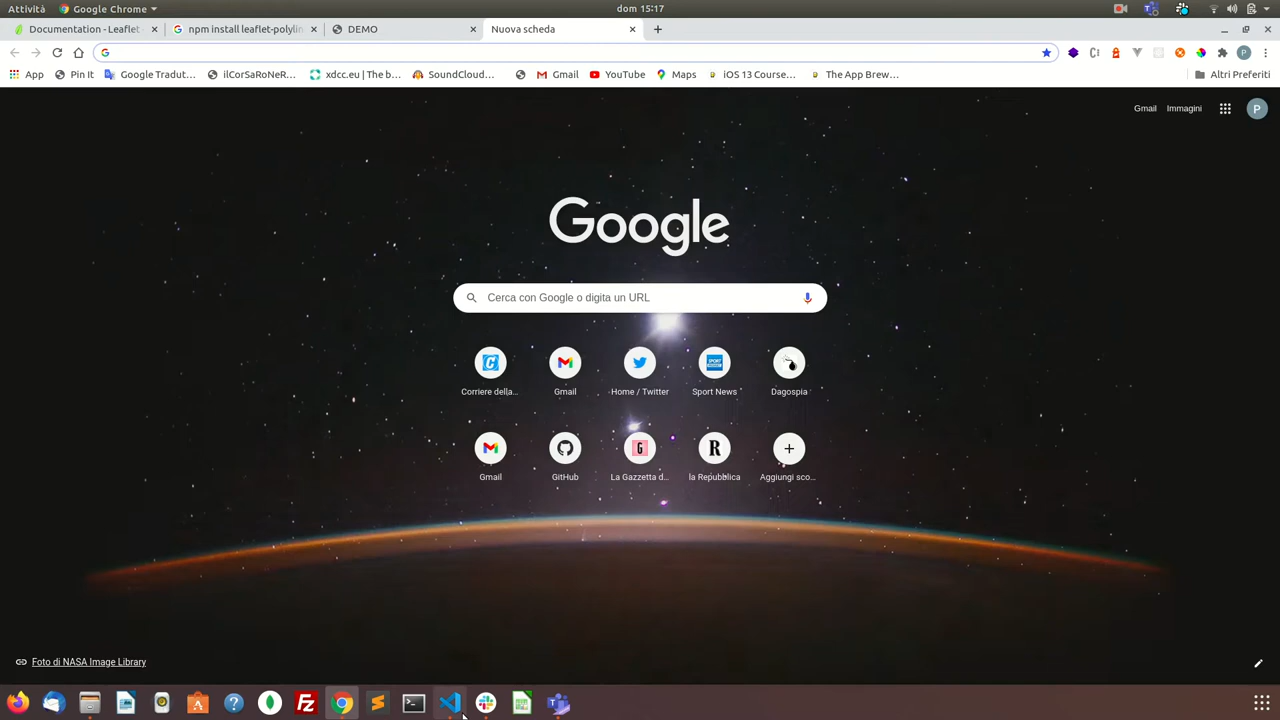 Attività
Google Chrome
dom 15:17
Documentation - Leaflet
npm install leaflet-polylin
DEMO
Nuova scheda
App
Pin It
Google Tradut...
ilCorSaRoNeR...
xdcc.eu | The b...
SoundCloud...
Gmail
YouTube
Maps
iOS 13 Course...
The App Brew...
Altri Preferiti
Gmail
Immagini
P
P
Google
Cerca con Google o digita un URL
Corriere della...
Gmail
Home / Twitter
Sport News "
Dagospia
Gmail
GitHub
La Gazzetta d...
la Repubblica
Aggiungi sco...
Foto di NASA Image Library